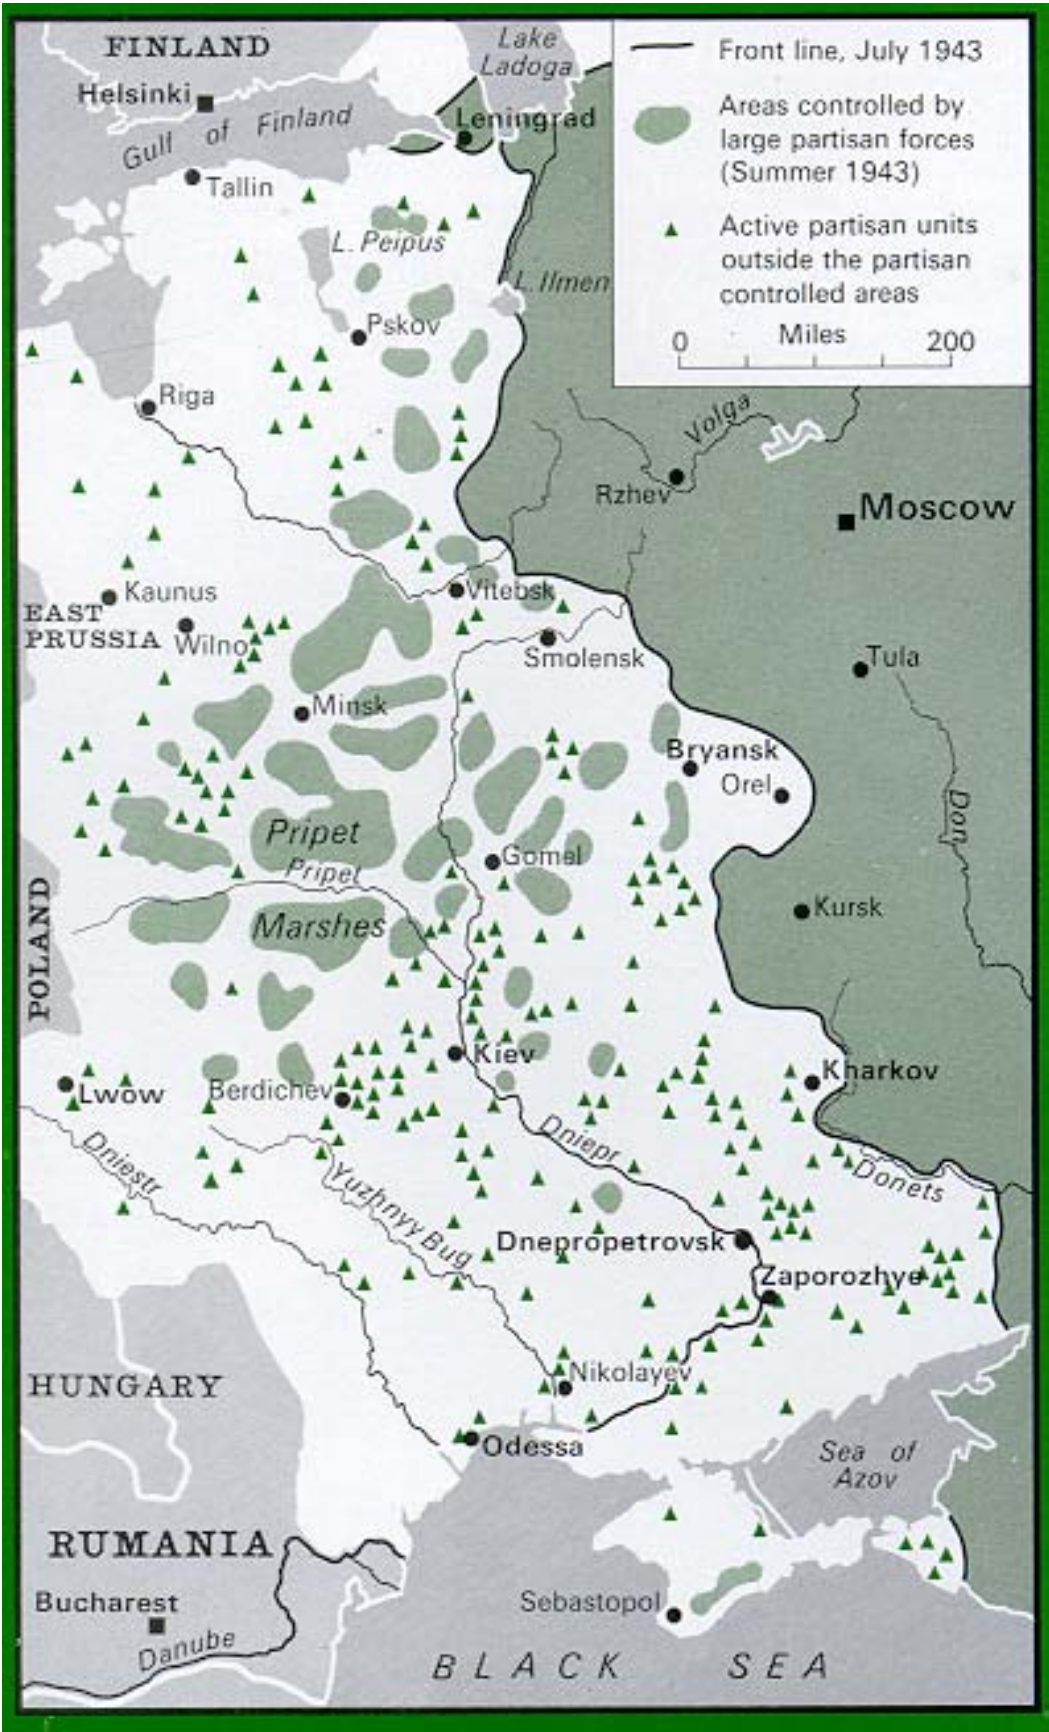 FINLAND
Lake
Ladoga
Helsinki
Gulf of Finland
Leningrad
Tallin
L. Peipus
L. Ilmen
Pskov
Riga
Front line, July 1943
Areas controlled by
large partisan forces
(Summer 1943)
Active partisan units
outside the partisan
controlled areas
Miles
0 200
Volga
Rzhev
Moscow
Kaunus
Vitebsk
EAST
PRUSSIA
Wilno
Smolensk
Tula
Minsk
Bryansk
Orel
Don
Pripet
Pripet
Gomel
Marshes
Kursk
POLAND
Kiev
Kharkov
Lwow
Berdichev
Dniestr
Dniepr
Donets
Yuzhnyy Bug
Dnepropetrovsk
Zaporozhye
HUNGARY
Nikolayev
Odessa
Sea of
Azov
RUMANIA
Bucharest
Sebastopol
Danube
BLACK SEA